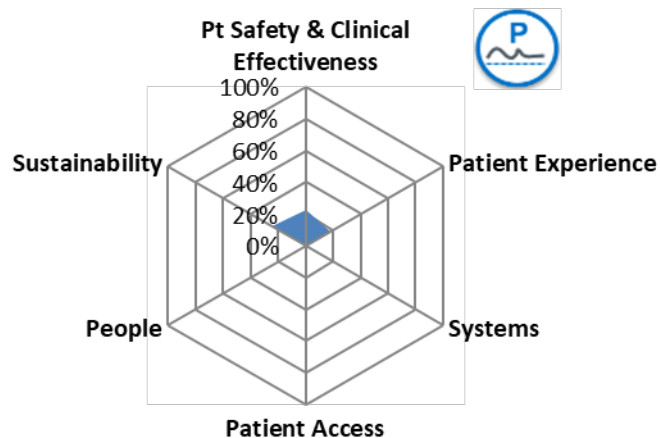 Pt Safety & Clinical
Effectiveness
P
100%
80%
60%
40%
20%
0%
Sustainability
Patient Experience
People
Systems
Patient Access